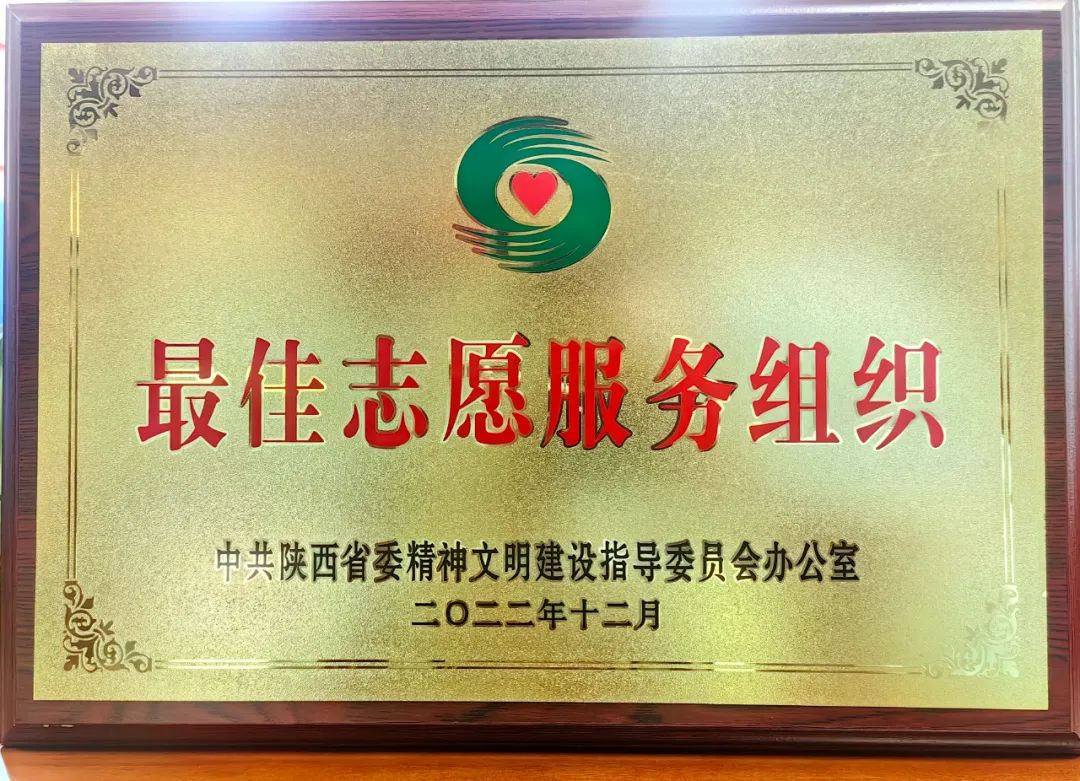 最佳志愿服务组织
中共陕西省委精神文明建设指导委员会办公室
二〇二二年十二月